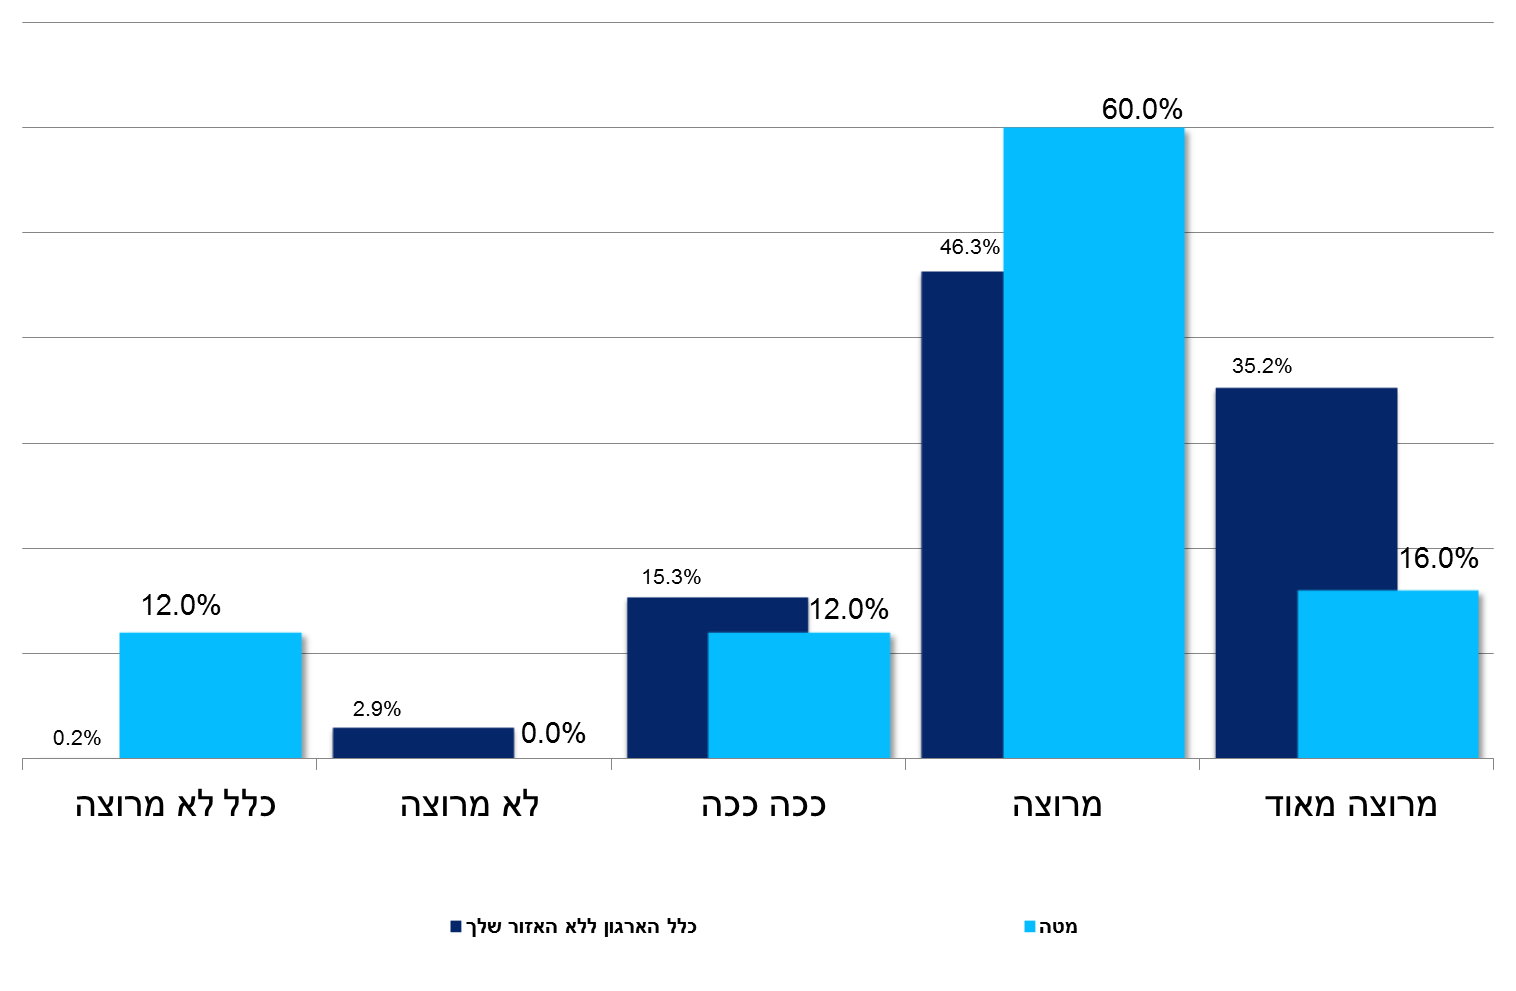 60.0%
46.3%
35.2%
16.0%
15.3%
12.0%
12.0%
2.9%
0.0%
0.2%
מרוצה מאוד
מרוצה
ככה ככה
לא מרוצה
כלל לא מרוצה
מטה
כלל הארגון ללא האזור שלך